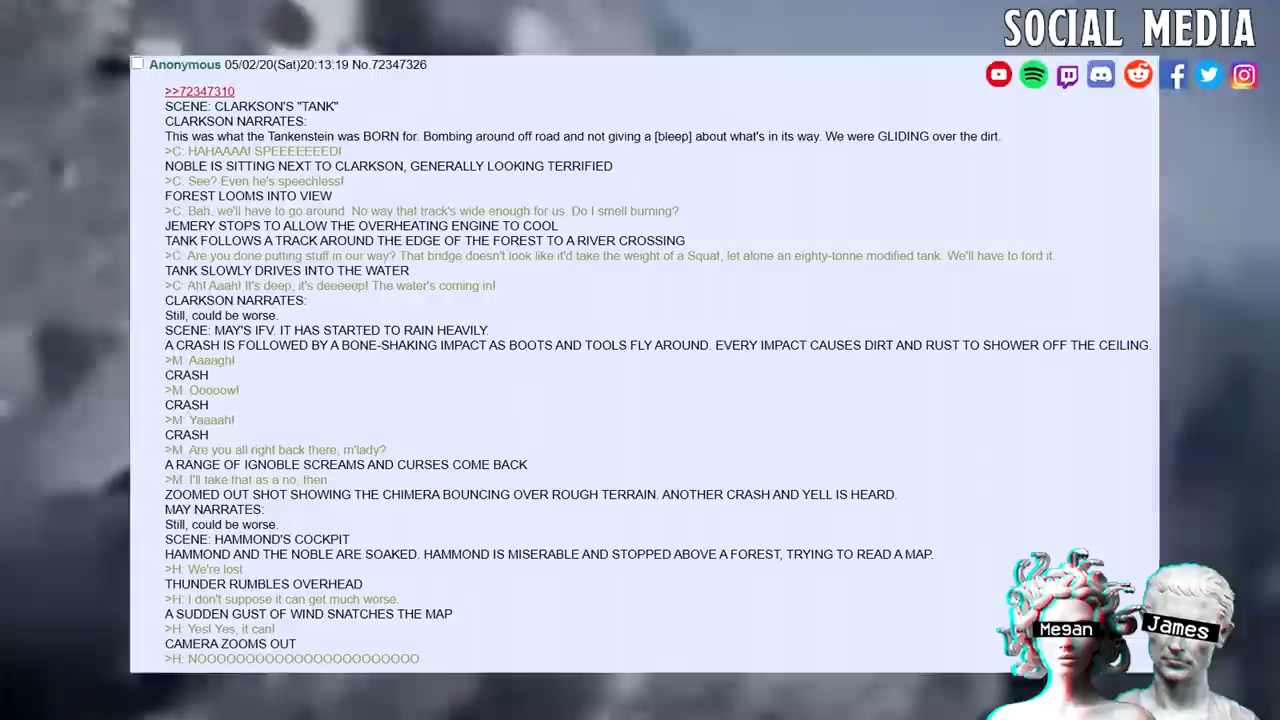 SOCIAL MEDIA
Anonymous 05/02/20(Sat)20:13:19 No.72347326
>>72347310
SCENE: CLARKSON'S "TANK"
CLARKSON NARRATES:
This was what the Tankenstein was BORN for. Bombing around off road and not giving a [bleep] about what's in its way. We were GLIDING over the dirt.
>C: HAHAAAA! SPEEEEEEED!
NOBLE IS SITTING NEXT TO CLARKSON, GENERALLY LOOKING TERRIFIED
>C: See? Even he's speechless!
FOREST LOOMS INTO VIEW
>C: Bah, we'll have to go around. No way that track's wide enough for us. Do I smell burning?
JEMERY STOPS TO ALLOW THE OVERHEATING ENGINE TO COOL
TANK FOLLOWS A TRACK AROUND THE EDGE OF THE FOREST TO A RIVER CROSSING
>C: Are you done putting stuff in our way? That bridge doesn't look like it'd take the weight of a Squat, let alone an eighty-tonne modified tank. We'll have to ford it.
TANK SLOWLY DRIVES INTO THE WATER
>C: Ah! Aaah! It's deep, it's deeeeep! The water's coming in!
CLARKSON NARRATES:
Still, could be worse.
SCENE: MAY'S IFV. IT HAS STARTED TO RAIN HEAVILY.
A CRASH IS FOLLOWED BY A BONE-SHAKING IMPACT AS BOOTS AND TOOLS FLY AROUND. EVERY IMPACT CAUSES DIRT AND RUST TO SHOWER OFF THE CEILING.
>M: Aaaagh!
CRASH
>M: Ooooow!
CRASH
>M: Yaaaah!
CRASH
>M: Are you all right back there, m'lady?
A RANGE OF IGNOBLE SCREAMS AND CURSES COME BACK
>M: I'll take that as a no, then
ZOOMED OUT SHOT SHOWING THE CHIMERA BOUNCING OVER ROUGH TERRAIN. ANOTHER CRASH AND YELL IS HEARD.
MAY NARRATES:
Still, could be worse.
SCENE: HAMMOND'S COCKPIT
HAMMOND AND THE NOBLE ARE SOAKED. HAMMOND IS MISERABLE AND STOPPED ABOVE A FOREST, TRYING TO READ A MAP.
>H: We're lost
THUNDER RUMBLES OVERHEAD
>H: I don't suppose it can get much worse.
A SUDDEN GUST OF WIND SNATCHES THE MAP
>H: Yes! Yes, it can!
CAMERA ZOOMS OUT
>H: NOOOOOOOOOOOOOOOOOOOOOOO
Megan
James